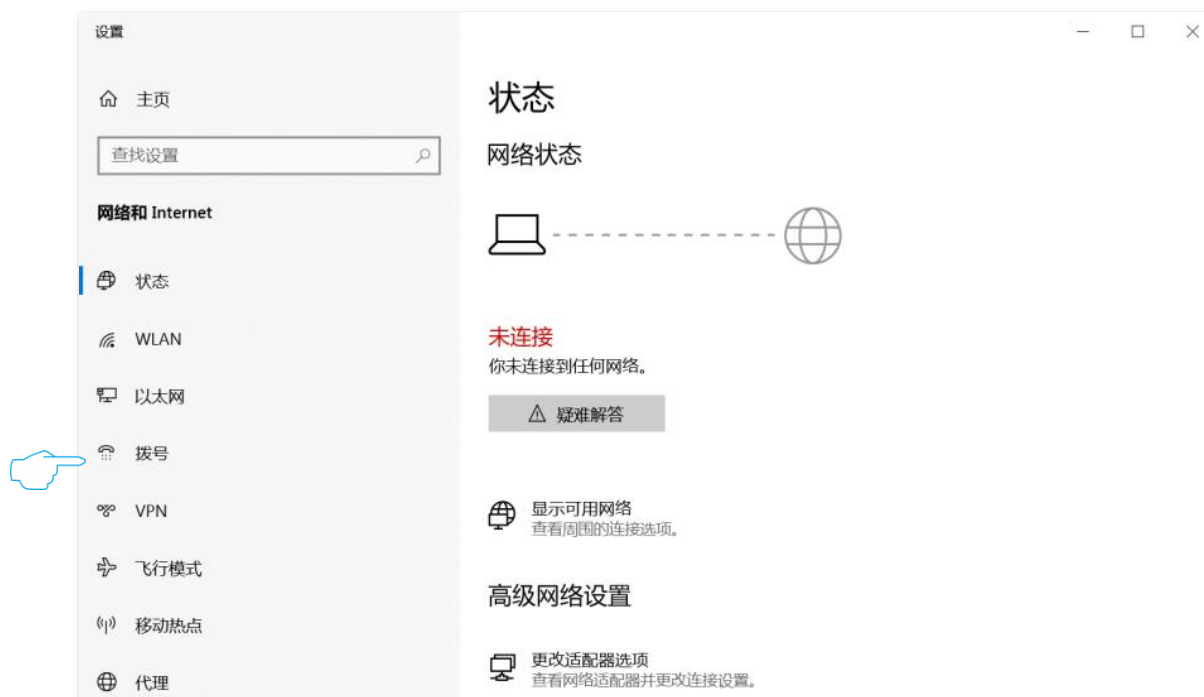 设置
主页
查找设置
网络和 Internet
状态
WLAN
以太网
拨号
VPN
飞行模式
移动热点
代理
状态
网络状态
未连接
你未连接到任何网络。
疑难解答
显示可用网络
查看周围的连接选项。
高级网络设置
更改适配器选项
查看网络适配器并更改连接设置。